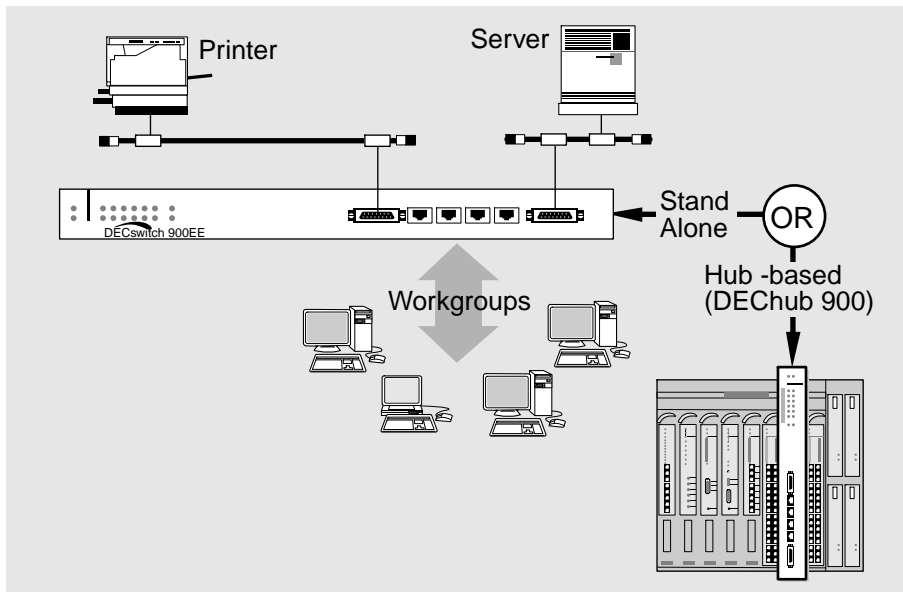 Printer
Server
DECswitch 900EE
Stand
Alone
OR
Hub -based
(DEChub 900)
Workgroups